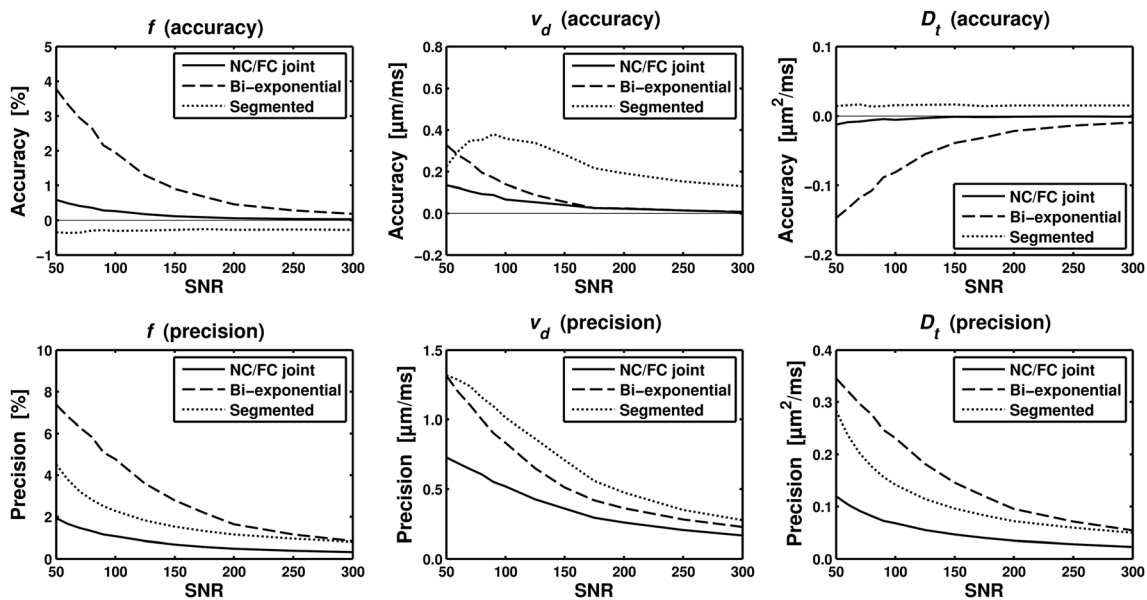 f (accuracy)
Accuracy [%]
5
4
3
2
1
0
−1
50 100 150 200 250 300
SNR
NC/FC joint
Bi−exponential
Segmented
v_d (accuracy)
Accuracy [µm/ms]
0.8
0.6
0.4
0.2
0.0
−0.2
50 100 150 200 250 300
SNR
NC/FC joint
Bi−exponential
Segmented
D_t (accuracy)
Accuracy [µm²/ms]
0.1
0.0
−0.1
−0.2
50 100 150 200 250 300
SNR
NC/FC joint
Bi−exponential
Segmented
f (precision)
Precision [%]
10
8
6
4
2
0
50 100 150 200 250 300
SNR
NC/FC joint
Bi−exponential
Segmented
v_d (precision)
Precision [µm/ms]
1.5
1.0
0.5
0.0
50 100 150 200 250 300
SNR
NC/FC joint
Bi−exponential
Segmented
D_t (precision)
Precision [µm²/ms]
0.4
0.3
0.2
0.1
0.0
50 100 150 200 250 300
SNR
NC/FC joint
Bi−exponential
Segmented